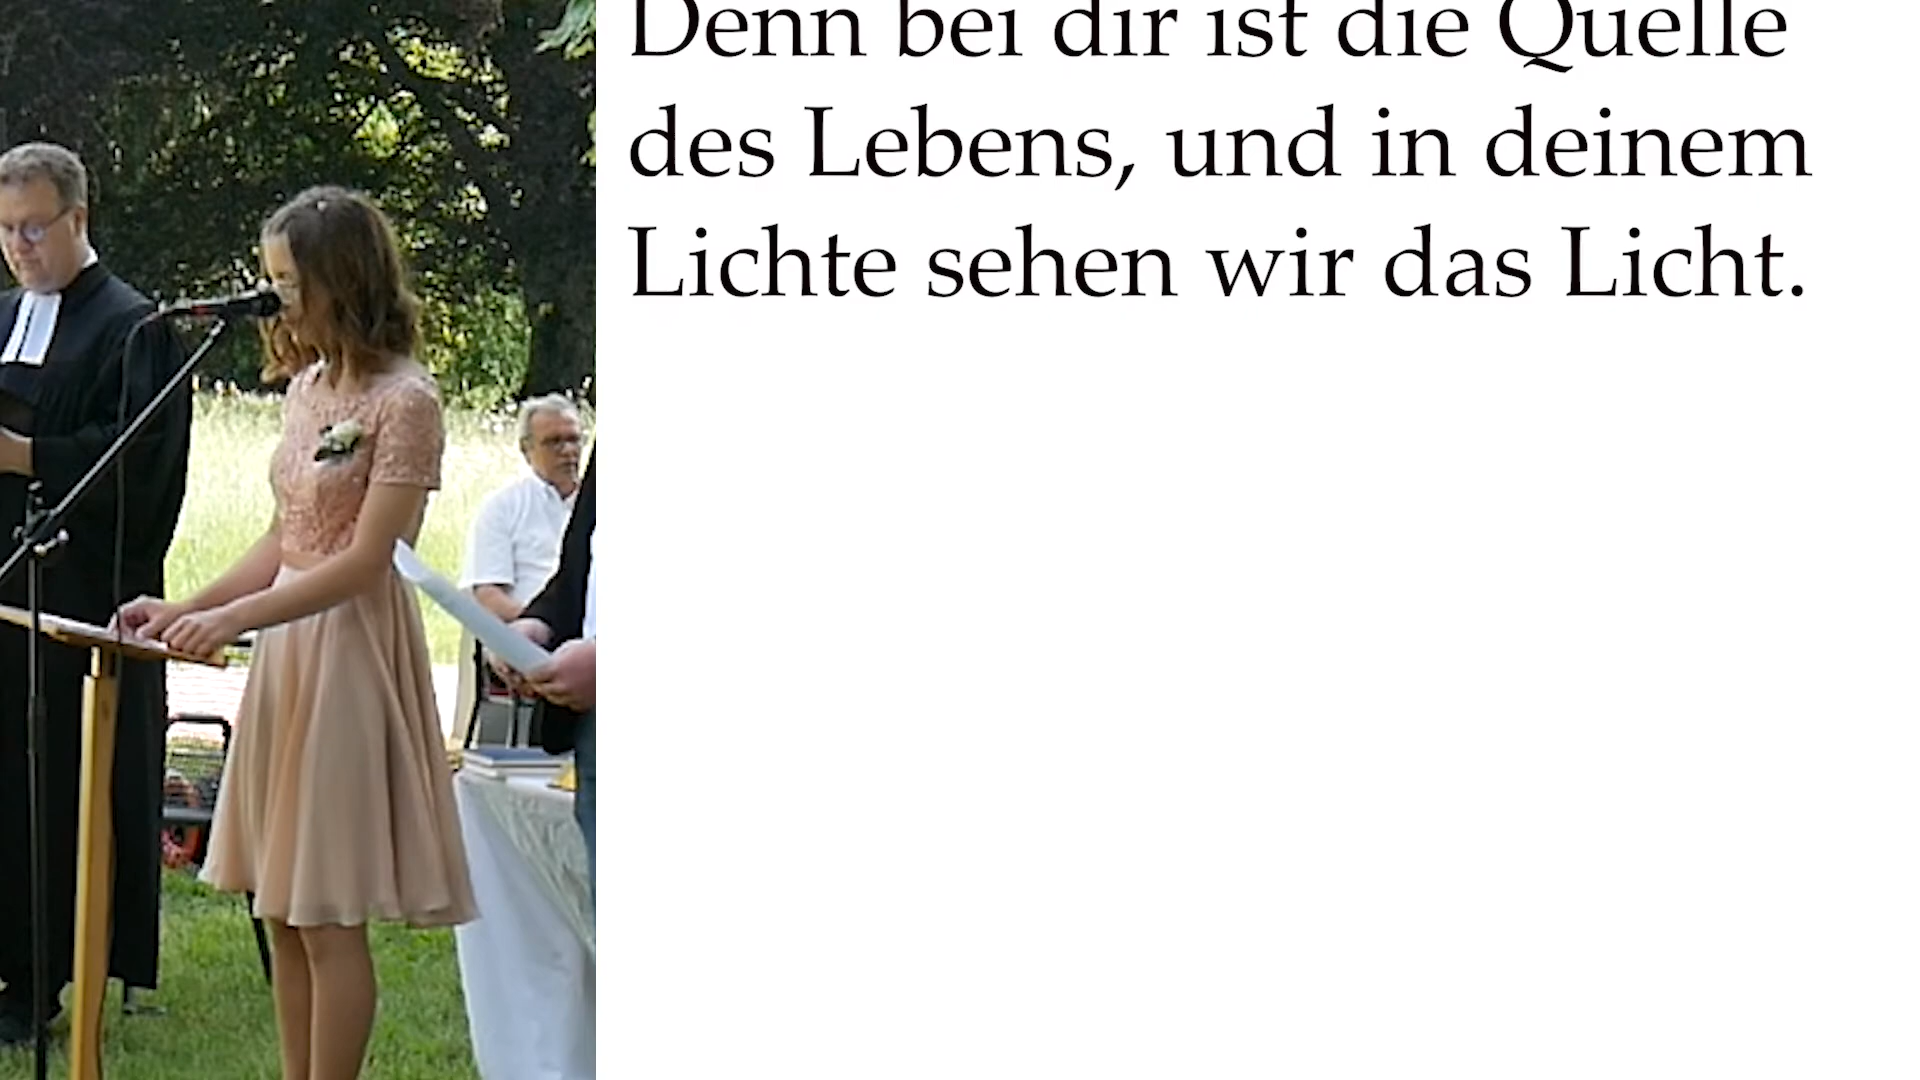 Denn bei dir ist die Quelle
des Lebens, und in deinem
Lichte sehen wir das Licht.